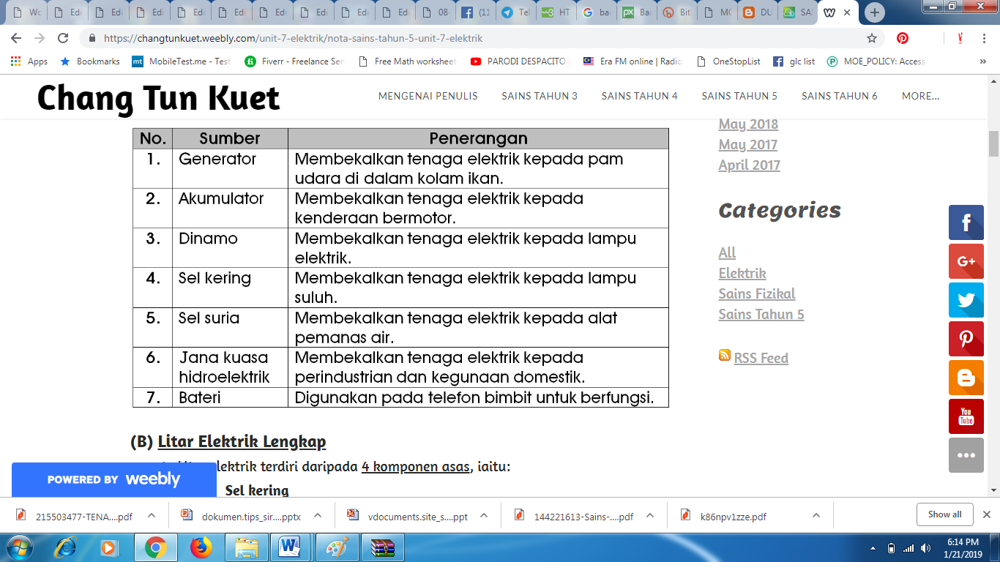 Wo
Edi
Edi
Edi
Edi
Edi
Edi
Edi
Edi
Edi
Edi
08-
(11
Tel
HT
ba
Ba
Bit
MO
DU
SA
https://changtunkuet.weebly.com/unit-7-elektrik/nota-sains-tahun-5-unit-7-elektrik
Apps
Bookmarks
MobileTest.me - Test
Fiverr - Freelance Ser
Free Math worksheet
PARODI DESPACITO
Era FM online | Radio
OneStopList
glc list
MOE_POLICY: Access
»
Chang Tun Kuet
MENGENAI PENULIS
SAINS TAHUN 3
SAINS TAHUN 4
SAINS TAHUN 5
SAINS TAHUN 6
MORE...
No. Sumber Penerangan
1. Generator Membekalkan tenaga elektrik kepada pam
udara di dalam kolam ikan.
2. Akumulator Membekalkan tenaga elektrik kepada
kenderaan bermotor.
3. Dinamo Membekalkan tenaga elektrik kepada lampu
elektrik.
4. Sel kering Membekalkan tenaga elektrik kepada lampu
suluh.
5. Sel suria Membekalkan tenaga elektrik kepada alat
pemanas air.
6. Jana kuasa Membekalkan tenaga elektrik kepada
hidroelektrik perindustrian dan kegunaan domestik.
7. Bateri Digunakan pada telefon bimbit untuk berfungsi.
(B) Litar Elektrik Lengkap
lektrik terdiri daripada 4 komponen asas, iaitu:
Sel kering
POWERED BY weebly
May 2018
May 2017
April 2017
Categories
All
Elektrik
Sains Fizikal
Sains Tahun 5
RSS Feed
f
G+
You
Tube
215503477-TENA....pdf
dokumen.tips_sir....pptx
vdocuments.site_s....ppt
144221613-Sains-....pdf
k86npv1zze.pdf
Show all
6:14 PM
1/21/2019